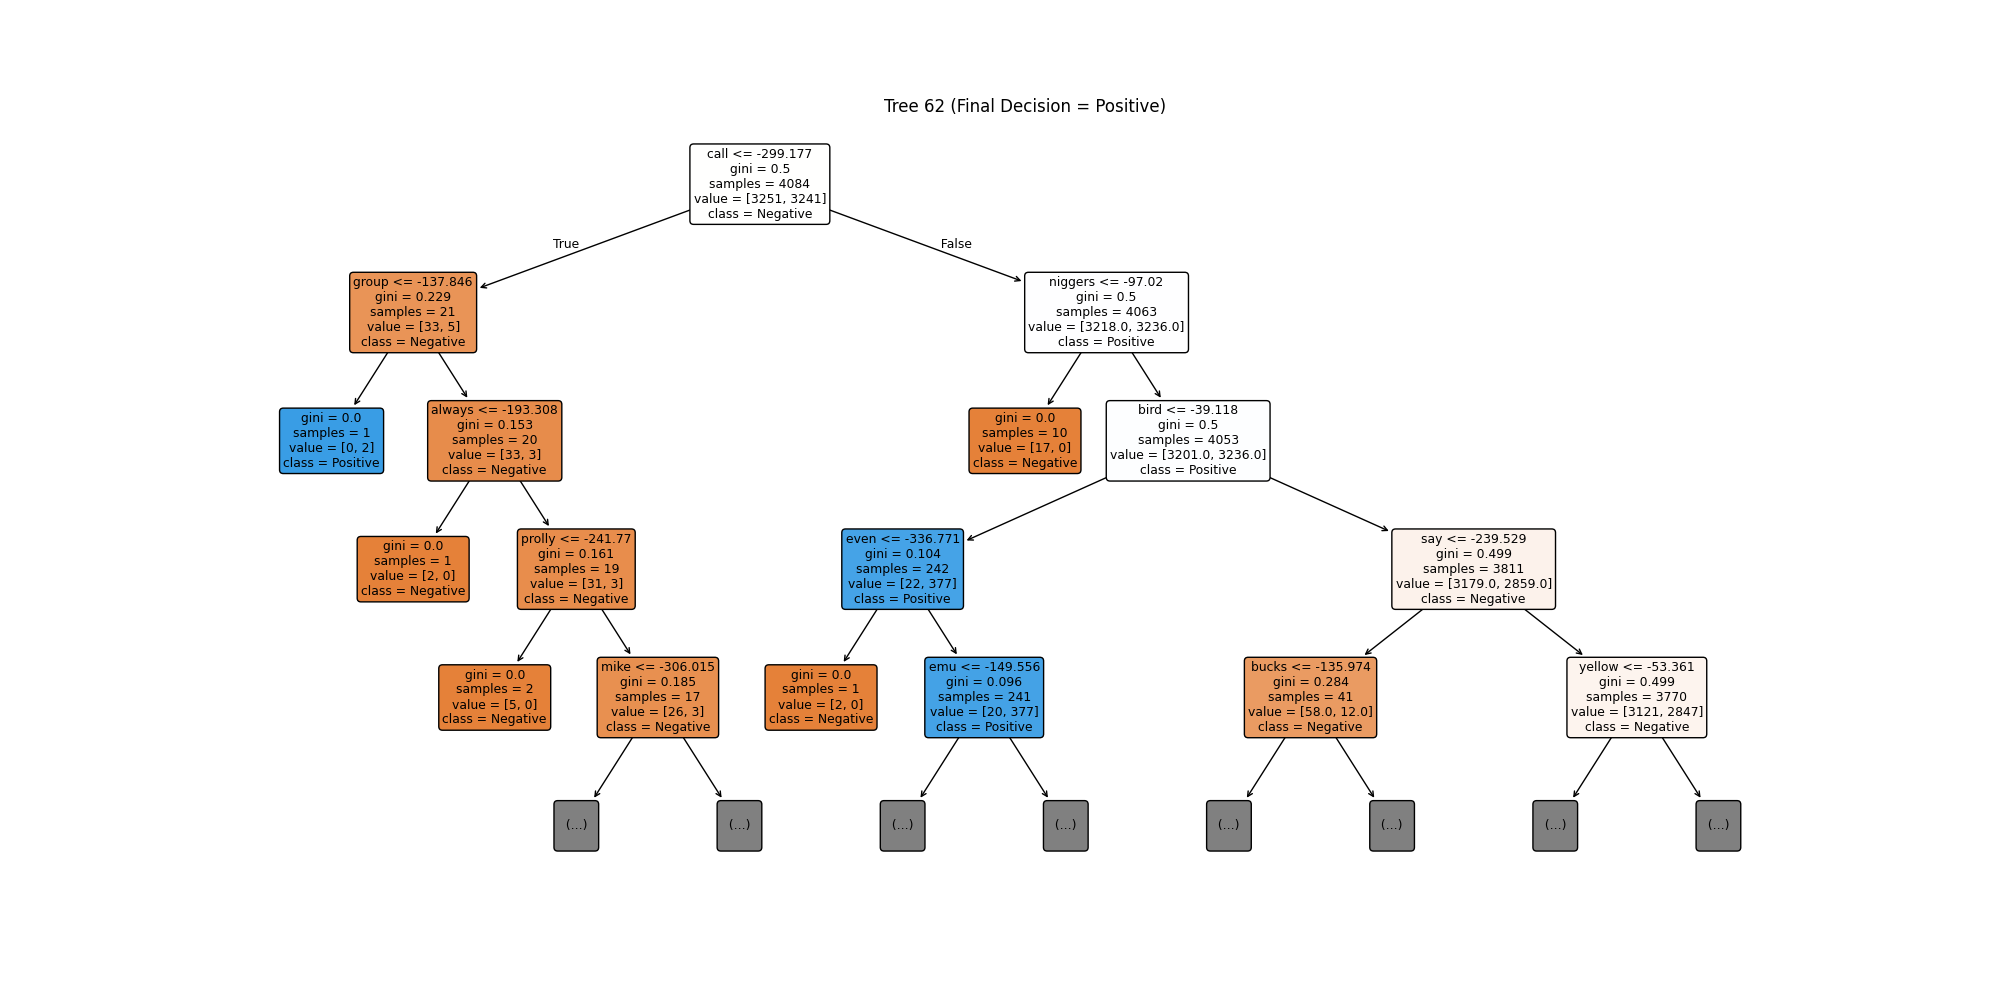 Tree 62 (Final Decision = Positive)
call <= -299.177
gini = 0.5
samples = 4084
value = [3251, 3241]
class = Negative
True
False
group <= -137.846
gini = 0.229
samples = 21
value = [33, 5]
class = Negative
niggers <= -97.02
gini = 0.5
samples = 4063
value = [3218.0, 3236.0]
class = Positive
gini = 0.0
samples = 1
value = [0, 2]
class = Positive
always <= -193.308
gini = 0.153
samples = 20
value = [33, 3]
class = Negative
gini = 0.0
samples = 10
value = [17, 0]
class = Negative
bird <= -39.118
gini = 0.5
samples = 4053
value = [3201.0, 3236.0]
class = Positive
gini = 0.0
samples = 1
value = [2, 0]
class = Negative
prolly <= -241.77
gini = 0.161
samples = 19
value = [31, 3]
class = Negative
even <= -336.771
gini = 0.104
samples = 242
value = [22, 377]
class = Positive
say <= -239.529
gini = 0.499
samples = 3811
value = [3179.0, 2859.0]
class = Negative
gini = 0.0
samples = 2
value = [5, 0]
class = Negative
mike <= -306.015
gini = 0.185
samples = 17
value = [26, 3]
class = Negative
gini = 0.0
samples = 1
value = [2, 0]
class = Negative
emu <= -149.556
gini = 0.096
samples = 241
value = [20, 377]
class = Positive
bucks <= -135.974
gini = 0.284
samples = 41
value = [58.0, 12.0]
class = Negative
yellow <= -53.361
gini = 0.499
samples = 3770
value = [3121, 2847]
class = Negative
(...)
(...)
(...)
(...)
(...)
(...)
(...)
(...)